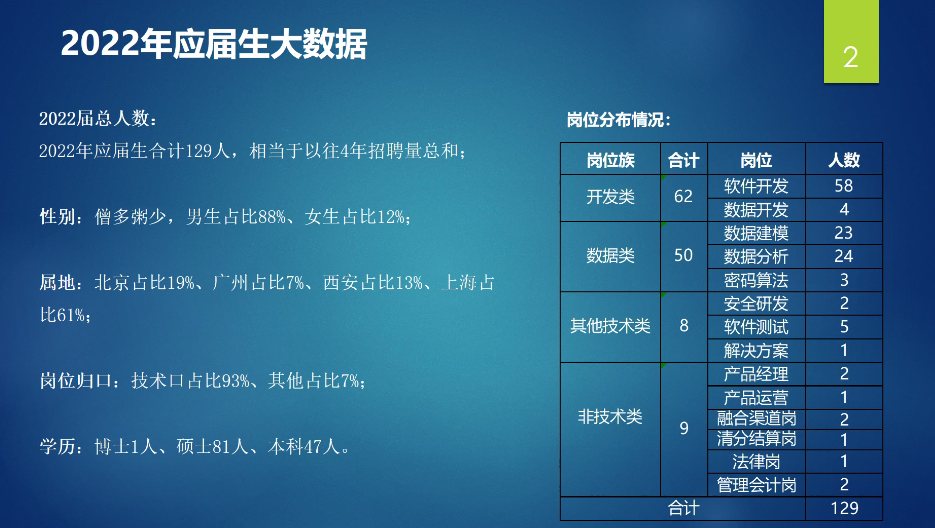 2022年应届生大数据
2
2022届总人数：
2022年应届生合计129人，相当于以往4年招聘量总和；
性别：僧多粥少，男生占比88%、女生占比12%；
属地：北京占比19%、广州占比7%、西安占比13%、上海占
比61%；
岗位归口：技术口占比93%、其他占比7%；
学历：博士1人、硕士81人、本科47人。
岗位分布情况：
岗位族 合计 岗位 人数
开发类 62 软件开发 58
数据开发 4
数据类 50 数据建模 23
数据分析 24
密码算法 3
其他技术类 8 安全研发 2
软件测试 5
解决方案 1
非技术类 9 产品经理 2
产品运营 1
融合渠道岗 2
清分结算岗 1
法律岗 1
管理会计岗 2
合计 129